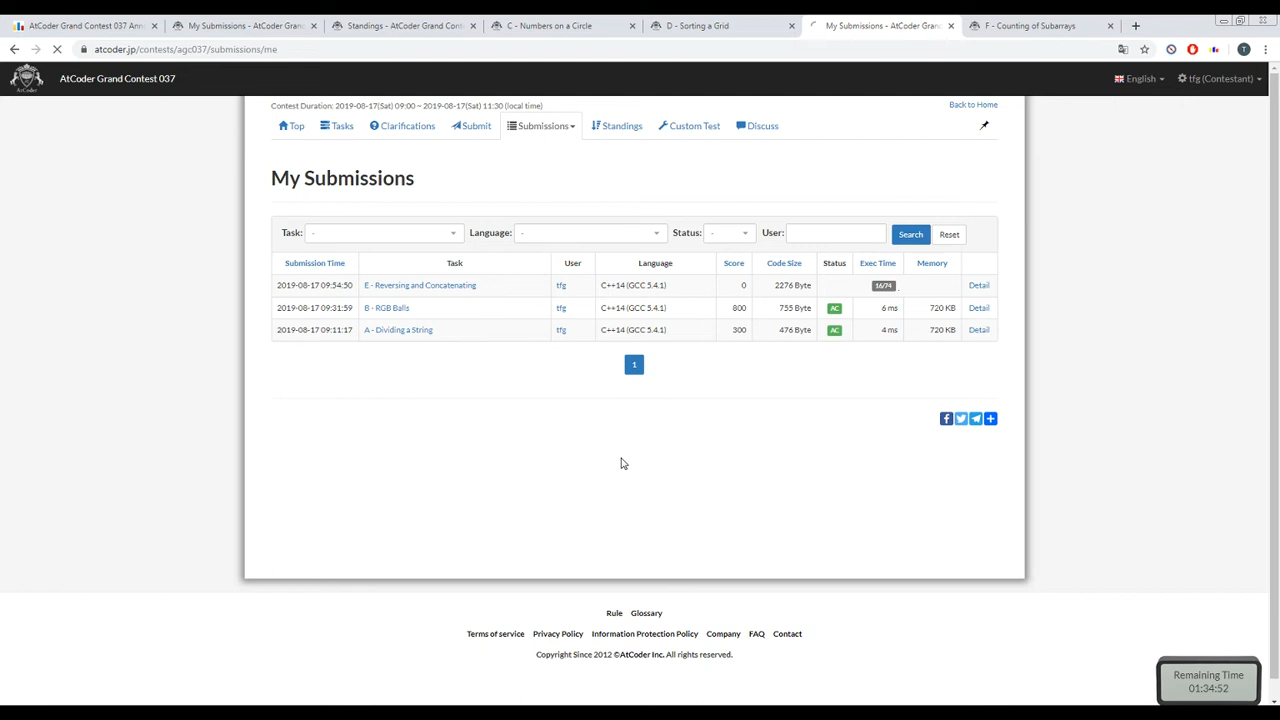 AtCoder Grand Contest 037 Ann
My Submissions - AtCoder Gran
Standings - AtCoder Grand Cont
C - Numbers on a Circle
D - Sorting a Grid
My Submissions - AtCoder Grand
F - Counting of Subarrays
atcoder.jp/contests/agc037/submissions/me
T
AtCoder Grand Contest 037
English
tfg (Contestant)
Contest Duration: 2019-08-17(Sat) 09:00 ~ 2019-08-17(Sat) 11:30 (local time)
Back to Home
Top Tasks Clarifications Submit Submissions Standings Custom Test Discuss
My Submissions
Task: - Language: - Status: - User: Search Reset
Submission Time Task User Language Score Code Size Status Exec Time Memory
2019-08-17 09:54:50 E - Reversing and Concatenating tfg C++14 (GCC 5.4.1) 0 2276 Byte 16/74 Detail
2019-08-17 09:31:59 B - RGB Balls tfg C++14 (GCC 5.4.1) 800 755 Byte AC 6 ms 720 KB Detail
2019-08-17 09:11:17 A - Dividing a String tfg C++14 (GCC 5.4.1) 300 476 Byte AC 4 ms 720 KB Detail
1
Rule Glossary
Terms of service Privacy Policy Information Protection Policy Company FAQ Contact
Copyright Since 2012 ©AtCoder Inc. All rights reserved.
Remaining Time
01:34:52